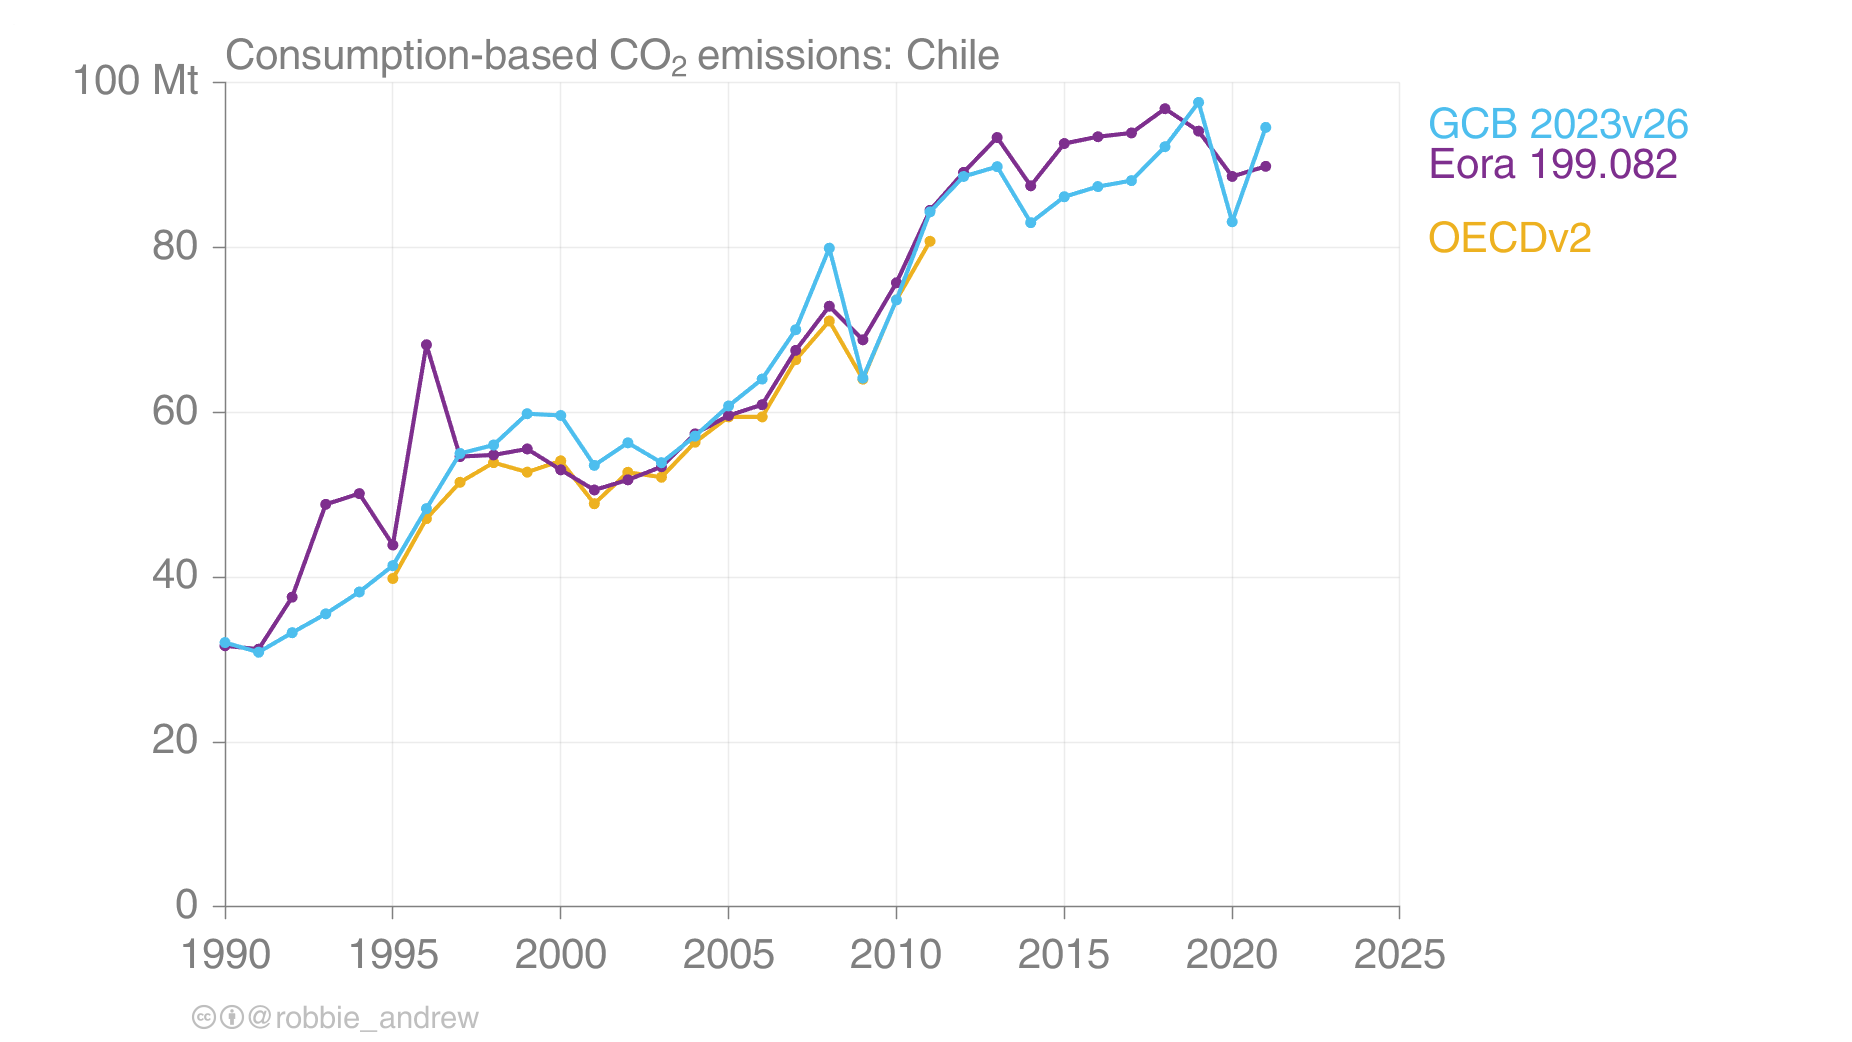 Consumption-based CO₂ emissions: Chile
100 Mt
80
60
40
20
0
1990 1995 2000 2005 2010 2015 2020 2025
GCB 2023v26
Eora 199.082
OECDv2
cc @robbie_andrew